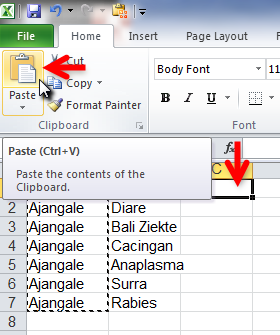 File Home Insert Page Layout
Cut
Copy
Format Painter
Paste
Clipboard
Body Font 11
Font
Paste (Ctrl+V)
Paste the contents of the
Clipboard.
fx
C
2 Ajangale Diare
3 Ajangale Bali Ziekte
4 Ajangale Cacingan
5 Ajangale Anaplasma
6 Ajangale Surra
7 Ajangale Rabies
8